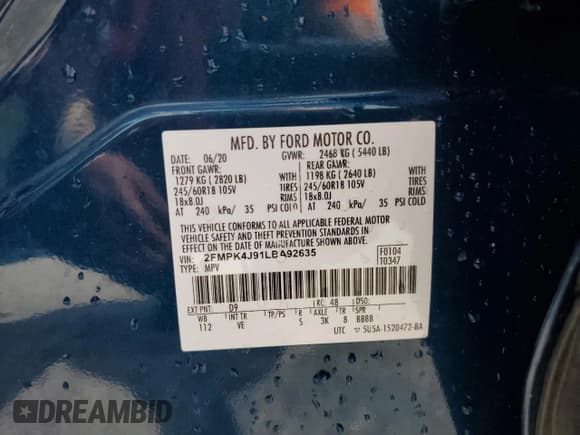 MFD. BY FORD MOTOR CO.
DATE: 06/20 GVWR: 2468 KG ( 5440 LB)
FRONT GAWR: REAR GAWR:
1279 KG ( 2820 LB) WITH 1198 KG ( 2640 LB) WITH
245/60R18 105V TIRES 245/60R18 105V TIRES
18x8.0J RIMS 18x8.0J RIMS
AT 240 kPa/ 35 PSI COLD AT 240 kPa/ 35 PSI COLD
THIS VEHICLE CONFORMS TO ALL APPLICABLE FEDERAL MOTOR
VEHICLE SAFETY AND THEFT PREVENTION STANDARDS IN
EFFECT ON THE DATE OF MANUFACTURE SHOWN ABOVE.
VIN: 2FMPK4J91LBA92635 F0104
TYPE: MPV T0347
EXT PNT: D9 RC: 48 DSO:
WB INT TR TP/PS R AXLE TR SPR
112 VE S 3K 8 BBBB
UTC ▽ 5U5A-1520472-BA
DREAMBID